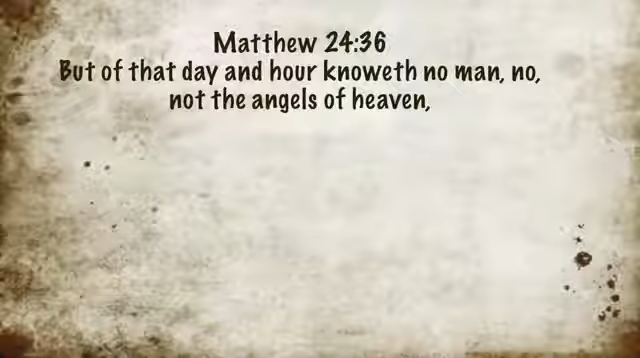 Matthew 24:36
But of that day and hour knoweth no man, no,
not the angels of heaven,